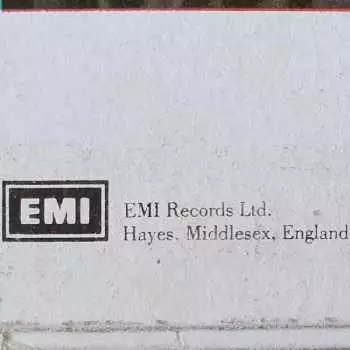 EMI
EMI Records Ltd.
Hayes. Middlesex, England